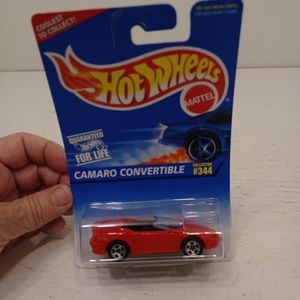 COOLEST
TO COLLECT!
HOT WHEELS
MATTEL
GUARANTEED
FOR LIFE
CAMARO CONVERTIBLE
COLLECTOR
#344